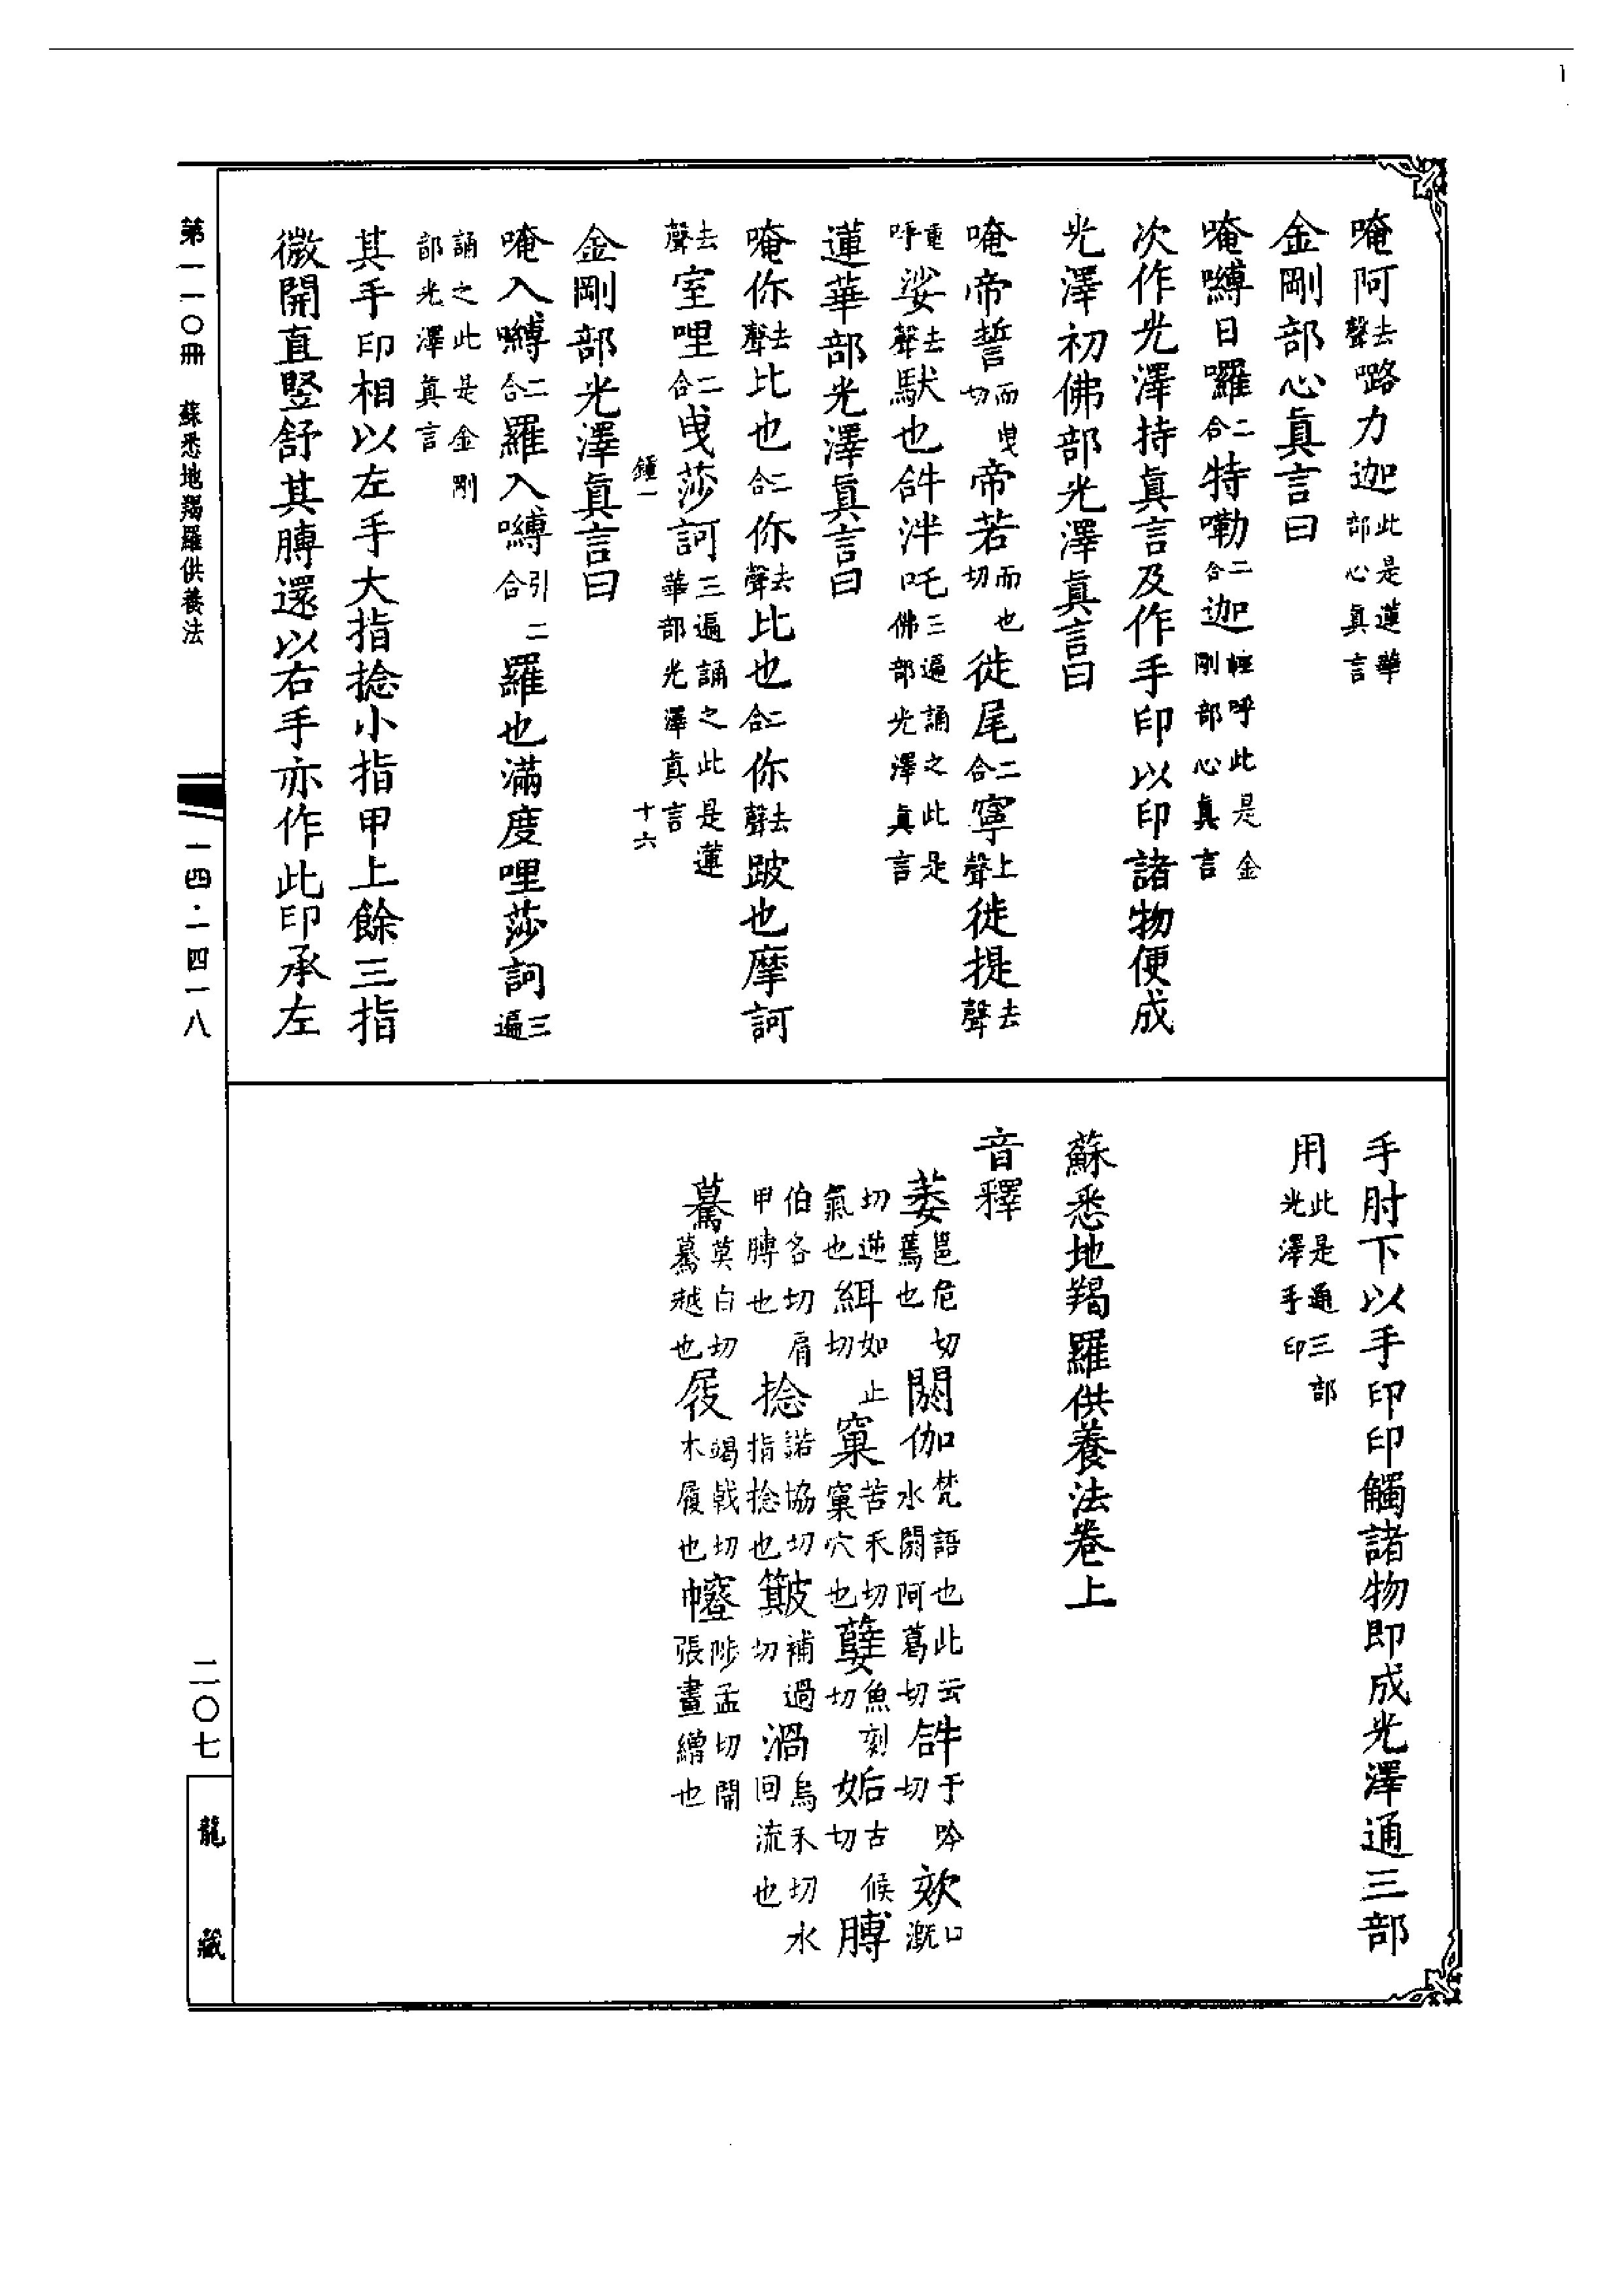 唵阿去聲㗚力迦此是蓮華部心真言
金剛部心真言曰
唵嚩日囉二合特嘞二合迦輕呼此是金剛部心真言
次作光澤持真言及作手印以印諸物便成
光澤初佛部光澤真言曰
唵帝誓而曳切帝若而也切徙尾二合寧上聲徙提去聲
重呼娑去聲䭾也𤙖泮吒三遍誦之此是佛部光澤真言
蓮華部光澤真言曰
唵你去聲比也二合你去聲比也二合你去聲跛也摩訶
去聲室哩二合曳莎訶三遍誦之此是蓮華部光澤真言
鍾一 十六
金剛部光澤真言曰
唵入嚩二合羅入嚩引二合羅也滿度哩莎訶三遍
誦之此是金剛部光澤真言
其手印相以左手大指捻小指甲上餘三指
微開直豎舒其膊還以右手亦作此印承左
手肘下以手印印觸諸物即成光澤通三部
用此是通三部光澤手印
蘇悉地羯羅供養法卷上
音釋
萎邕危切蔫也 閼伽梵語也此云水閼阿葛切 𤙖于吟切 欬口溉
切逆氣也 緝如止切 窠苦禾切窠穴也 孽魚列切 姤古候切 膊
伯各切肩甲膊也 捻諾協切指捻也 簸補過切 渦烏禾切水回流也
驀莫白切驀越也 屐竭戟切木履也 㡧陟孟切開張畫繒也
第一一〇冊 蘇悉地羯羅供養法
一四·一四一八
二〇七
龍藏